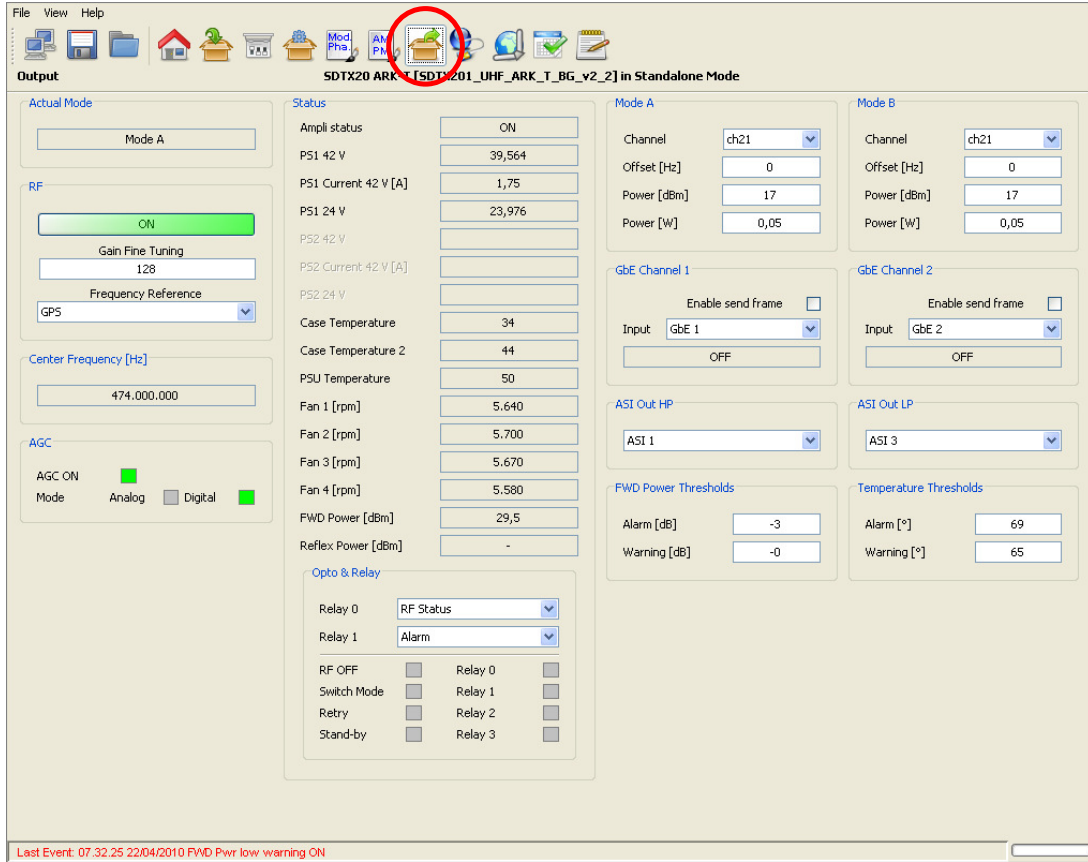 File View Help
Mod. Pha. AM PM
Output
SDTX20 ARK-T [SDTX201_UHF_ARK_T_BG_v2_2] in Standalone Mode
Actual Mode
Mode A
RF
ON
Gain Fine Tuning
128
Frequency Reference
GPS
Center Frequency [Hz]
474.000.000
AGC
AGC ON
Mode Analog Digital
Status
Ampli status ON
PS1 42 V 39,564
PS1 Current 42 V [A] 1,75
PS1 24 V 23,976
PS2 42 V
PS2 Current 42 V [A]
PS2 24 V
Case Temperature 34
Case Temperature 2 44
PSU Temperature 50
Fan 1 [rpm] 5.640
Fan 2 [rpm] 5.700
Fan 3 [rpm] 5.670
Fan 4 [rpm] 5.580
FWD Power [dBm] 29,5
Reflex Power [dBm] -
Opto & Relay
Relay 0 RF Status
Relay 1 Alarm
RF OFF Relay 0
Switch Mode Relay 1
Retry Relay 2
Stand-by Relay 3
Mode A
Channel ch21
Offset [Hz] 0
Power [dBm] 17
Power [W] 0,05
Mode B
Channel ch21
Offset [Hz] 0
Power [dBm] 17
Power [W] 0,05
GbE Channel 1
Enable send frame
Input GbE 1
OFF
GbE Channel 2
Enable send frame
Input GbE 2
OFF
ASI Out HP
ASI 1
ASI Out LP
ASI 3
FWD Power Thresholds
Alarm [dB] -3
Warning [dB] -0
Temperature Thresholds
Alarm [°] 69
Warning [°] 65
Last Event: 07.32.25 22/04/2010 FWD Pwr low warning ON